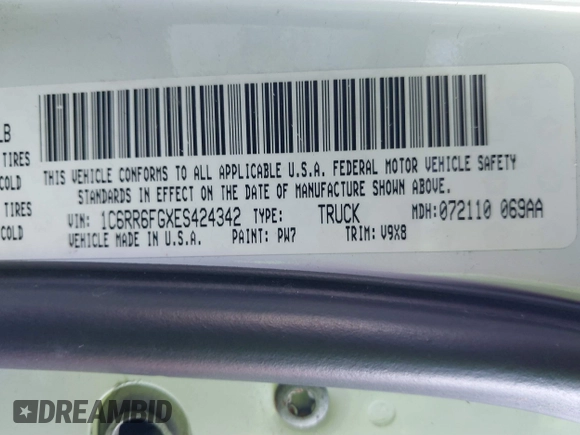 LB
TIRES
COLD
TIRES
COLD
THIS VEHICLE CONFORMS TO ALL APPLICABLE U.S.A. FEDERAL MOTOR VEHICLE SAFETY
STANDARDS IN EFFECT ON THE DATE OF MANUFACTURE SHOWN ABOVE.
VIN: 1C6RR6FGXES424342 TYPE: TRUCK MDH: 072110 069AA
VEHICLE MADE IN U.S.A. PAINT: PW7 TRIM: V9X8
DREAMBID